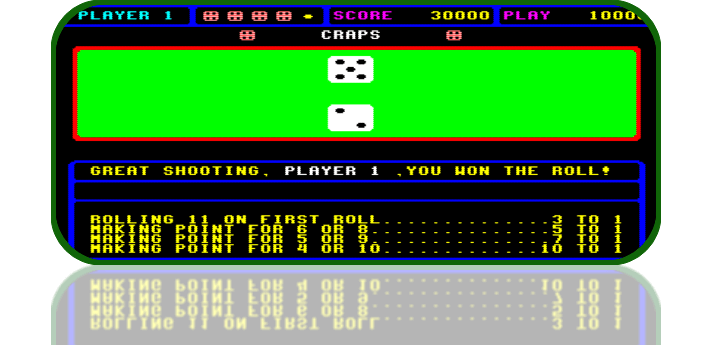 PLAYER 1 SCORE 30000 PLAY 1000
CRAPS
GREAT SHOOTING, PLAYER 1 ,YOU WON THE ROLL!
ROLLING 11 ON FIRST ROLL..............3 TO 1
MAKING POINT FOR 6 OR 8...............5 TO 1
MAKING POINT FOR 5 OR 9...............7 TO 1
MAKING POINT FOR 4 OR 10.............10 TO 1